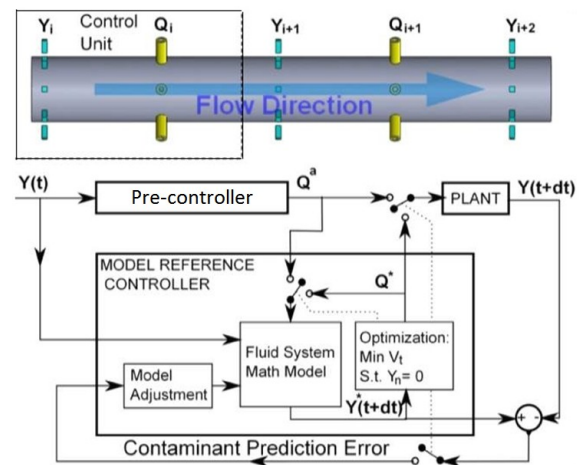 Yi
Control
Unit
Qi
Yi+1
Qi+1
Yi+2
Flow Direction
Y(t)
Pre-controller
Qa
PLANT
Y(t+dt)
MODEL REFERENCE
CONTROLLER
Q*
Fluid System
Math Model
Optimization:
Min Vt
S.t. Yn= 0
Model
Adjustment
Y*(t+dt)
+ -
Contaminant Prediction Error